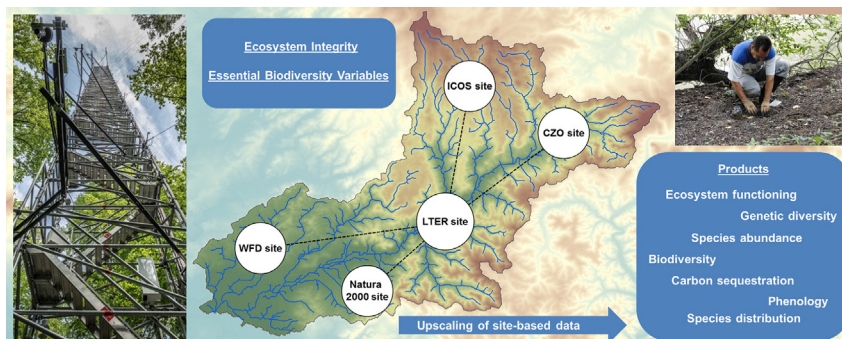 Ecosystem Integrity
Essential Biodiversity Variables
ICOS site
CZO site
LTER site
WFD site
Natura
2000 site
Upscaling of site-based data
Products
Ecosystem functioning
Genetic diversity
Species abundance
Biodiversity
Carbon sequestration
Phenology
Species distribution